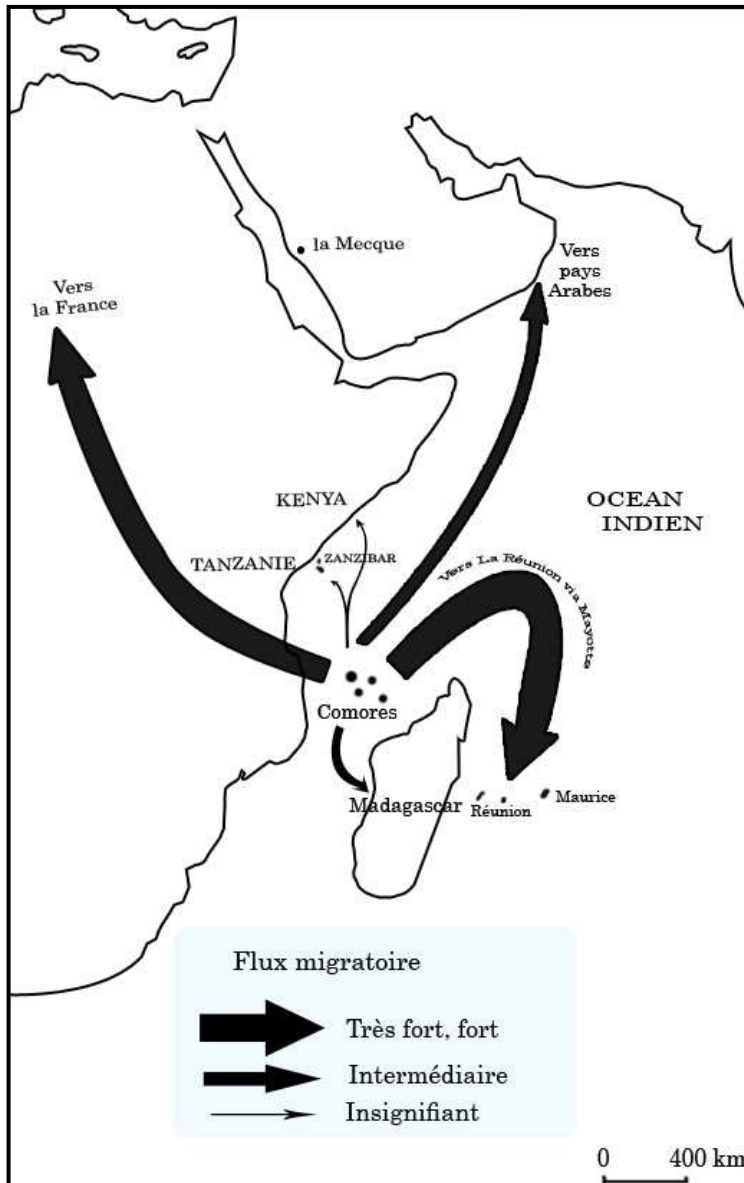 la Mecque
Vers
pays
Arabes
Vers
la France
KENYA
OCEAN
INDIEN
TANZANIE
ZANZIBAR
Vers La Réunion via Mayotte
Comores
Madagascar
Réunion
Maurice
Flux migratoire
Très fort, fort
Intermédiaire
Insignifiant
0 400 km